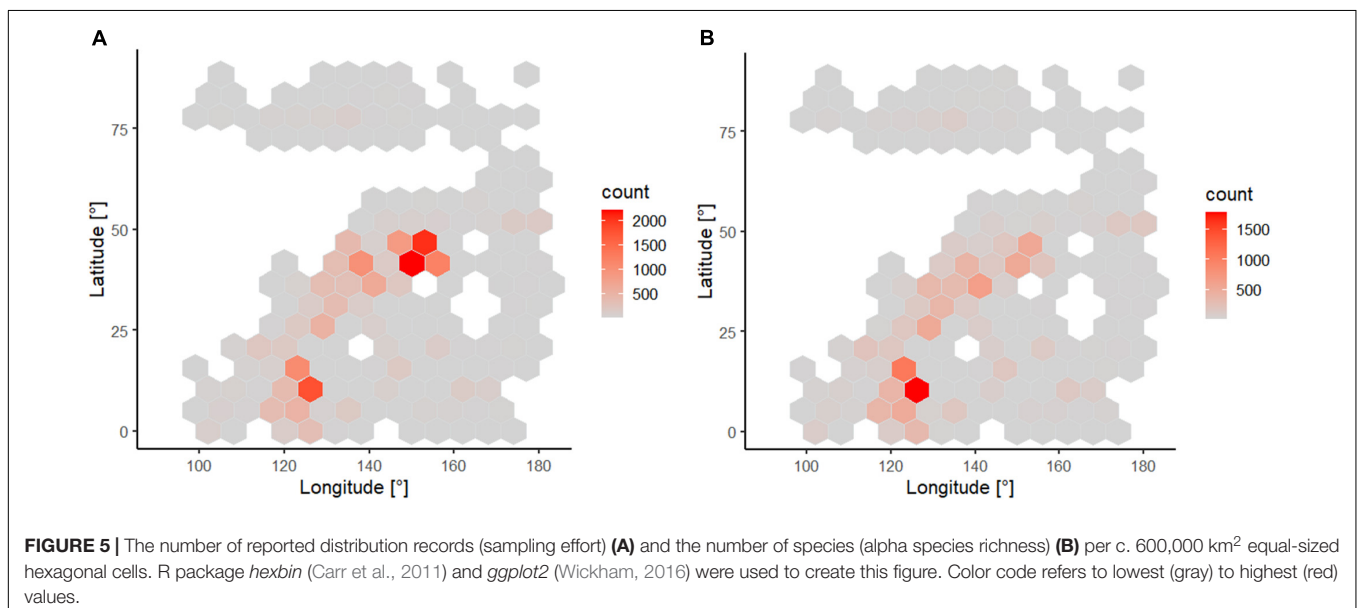 A
B
Latitude [°]
75
50
25
0
100 120 140 160 180
Longitude [°]
count
2000
1500
1000
500
Latitude [°]
75
50
25
0
100 120 140 160 180
Longitude [°]
count
1500
1000
500
FIGURE 5 | The number of reported distribution records (sampling effort) (A) and the number of species (alpha species richness) (B) per c. 600,000 km² equal-sized
hexagonal cells. R package hexbin (Carr et al., 2011) and ggplot2 (Wickham, 2016) were used to create this figure. Color code refers to lowest (gray) to highest (red)
values.